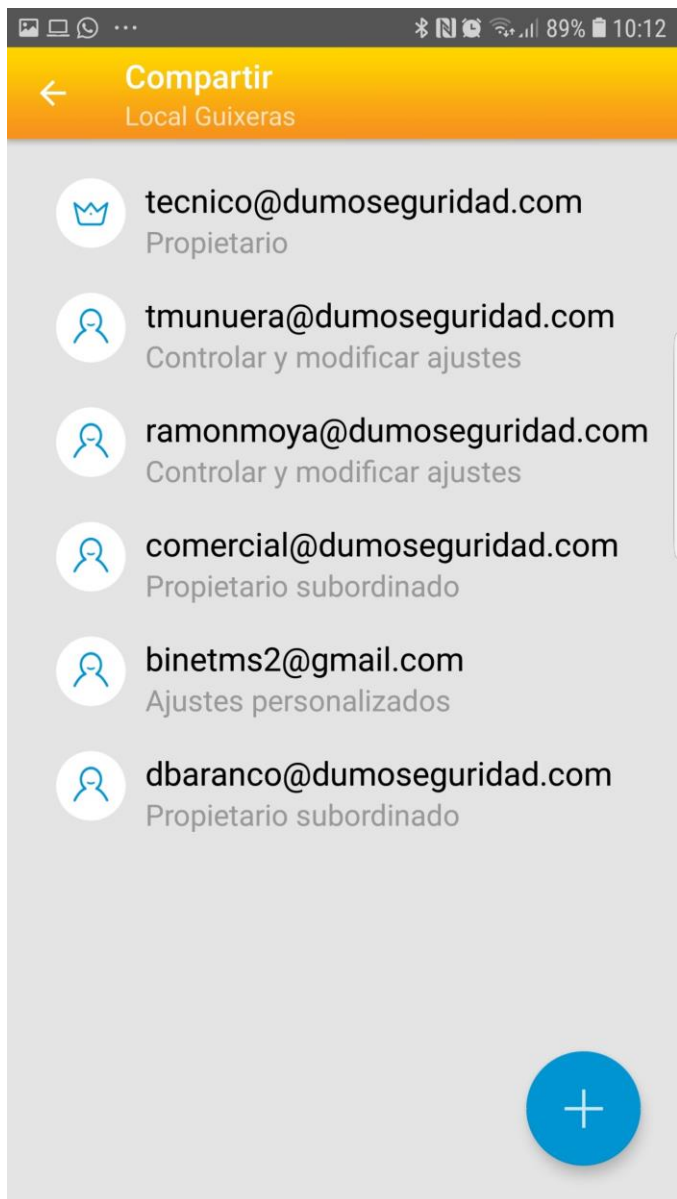 89% 10:12
Compartir
Local Guixeras
tecnico@dumoseguridad.com
Propietario
tmunuera@dumoseguridad.com
Controlar y modificar ajustes
ramonmoya@dumoseguridad.com
Controlar y modificar ajustes
comercial@dumoseguridad.com
Propietario subordinado
binetms2@gmail.com
Ajustes personalizados
dbaranco@dumoseguridad.com
Propietario subordinado